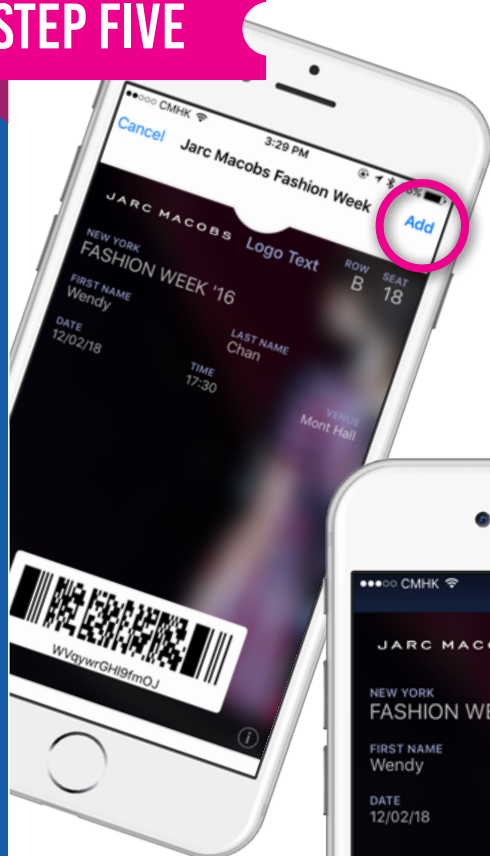 STEP FIVE
CMHK
3:29 PM
Cancel
Jarc Macobs Fashion Week
Add
JARC MACOBS
Logo Text
ROW
B
SEAT
18
NEW YORK
FASHION WEEK '16
FIRST NAME
Wendy
LAST NAME
Chan
DATE
12/02/18
TIME
17:30
VENUE
Mont Hall
WVqywrGHI9fmOJ
CMHK
JARC MACO
NEW YORK
FASHION WE
FIRST NAME
Wendy
DATE
12/02/18